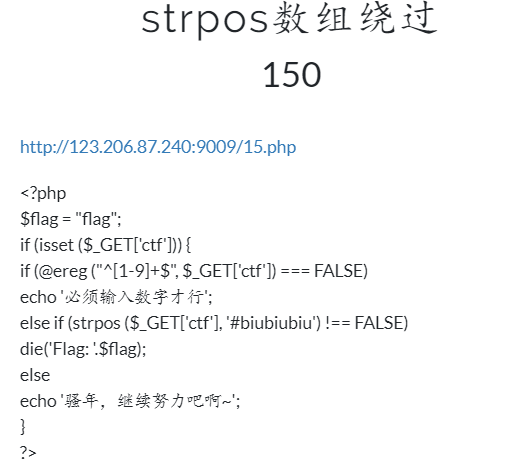 strpos数组绕过
150
http://123.206.87.240:9009/15.php
<?php
$flag = "flag";
if (isset ($_GET['ctf'])) {
if (@ereg ("^[1-9]+$", $_GET['ctf']) === FALSE)
echo '必须输入数字才行';
else if (strpos ($_GET['ctf'], '#biubiubiu') !== FALSE)
die('Flag: '.$flag);
else
echo '骚年，继续努力吧啊~';
}
?>